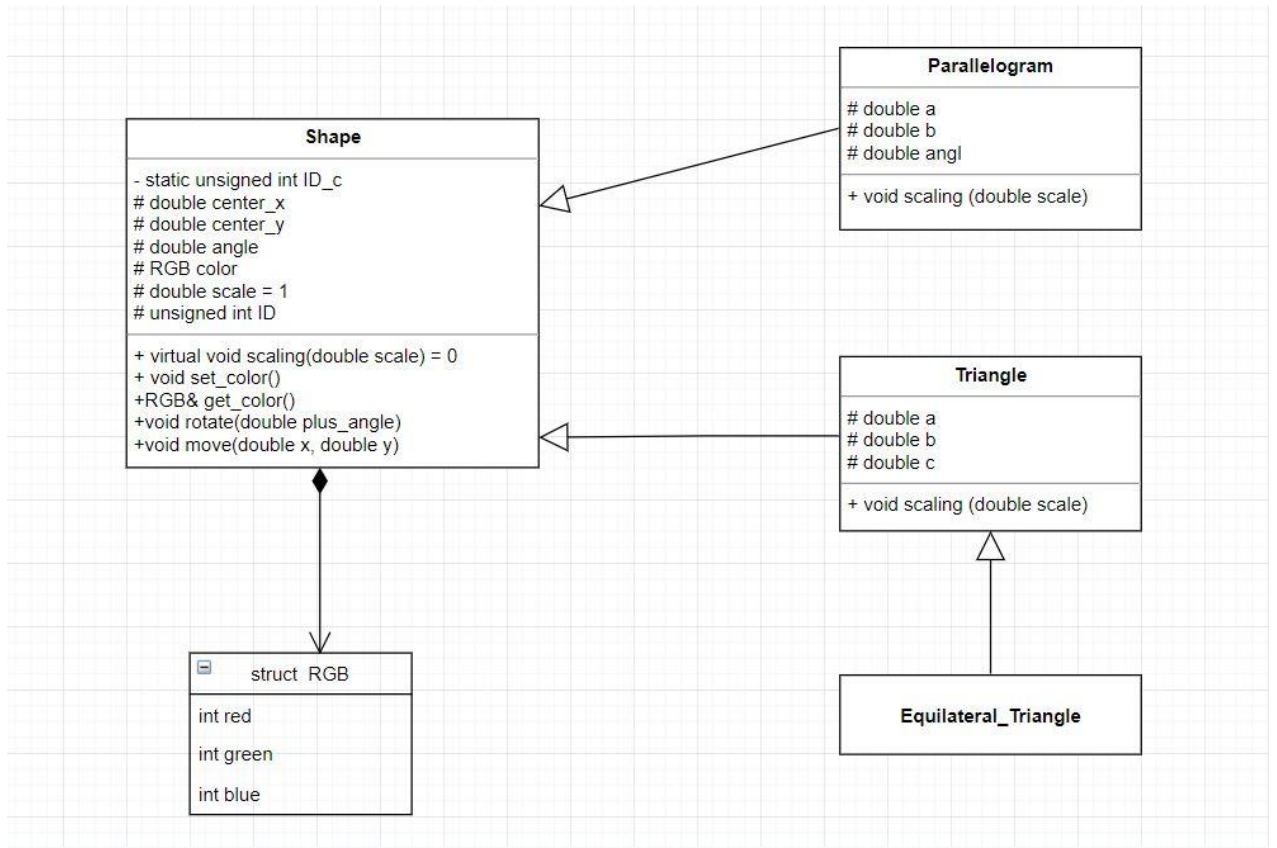 Shape
- static unsigned int ID_c
# double center_x
# double center_y
# double angle
# RGB color
# double scale = 1
# unsigned int ID
+ virtual void scaling(double scale) = 0
+ void set_color()
+RGB& get_color()
+void rotate(double plus_angle)
+void move(double x, double y)
Parallelogram
# double a
# double b
# double angl
+ void scaling (double scale)
Triangle
# double a
# double b
# double c
+ void scaling (double scale)
struct RGB
int red
int green
int blue
Equilateral_Triangle